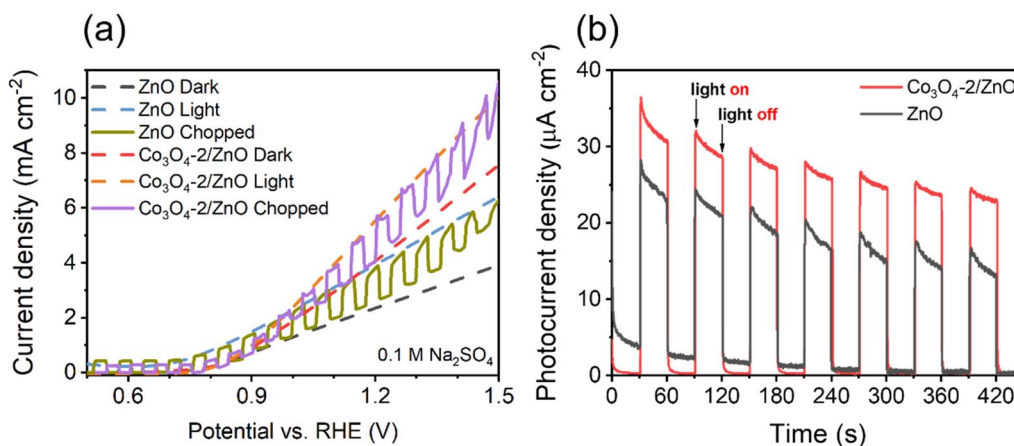 (a)
Current density (mA cm⁻²)
10
8
6
4
2
0
ZnO Dark
ZnO Light
ZnO Chopped
Co₃O₄-2/ZnO Dark
Co₃O₄-2/ZnO Light
Co₃O₄-2/ZnO Chopped
0.1 M Na₂SO₄
0.6 0.9 1.2 1.5
Potential vs. RHE (V)
(b)
Photocurrent density (μA cm⁻²)
40
30
20
10
0
light on
light off
Co₃O₄-2/ZnO
ZnO
0 60 120 180 240 300 360 420
Time (s)